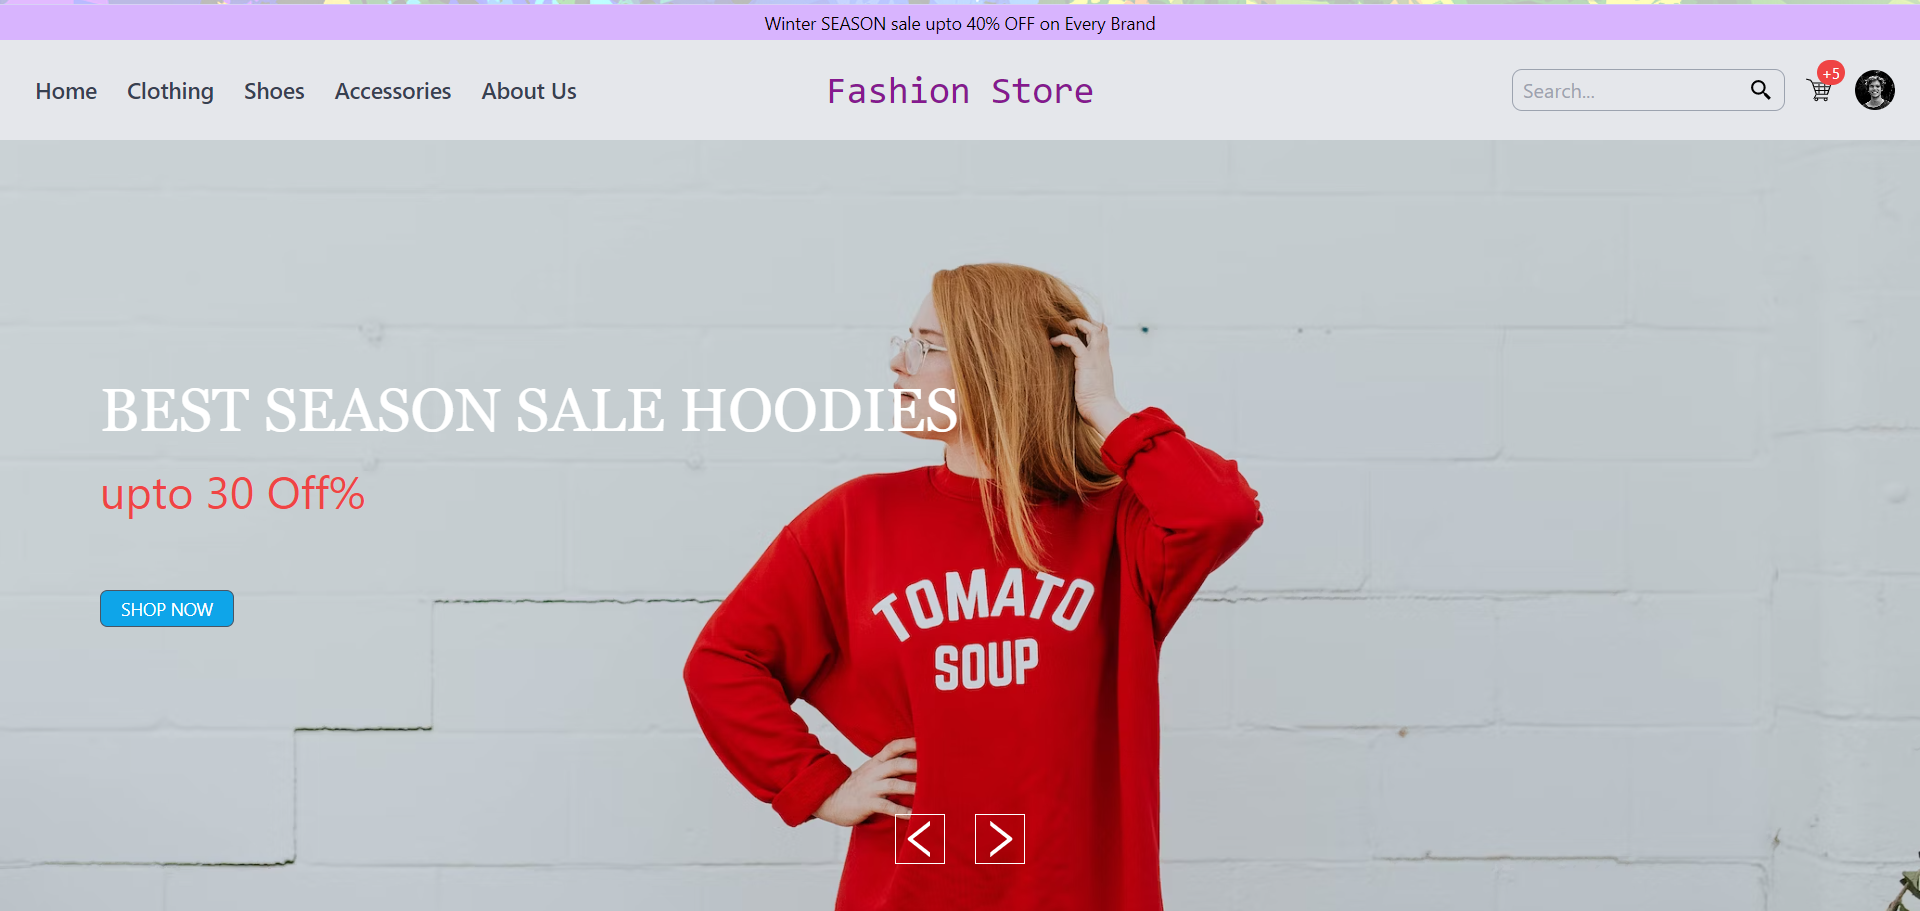 Winter SEASON sale upto 40% OFF on Every Brand
Home Clothing Shoes Accessories About Us
Fashion Store
Search...
+5
BEST SEASON SALE HOODIES
upto 30 Off%
SHOP NOW
TOMATO
SOUP